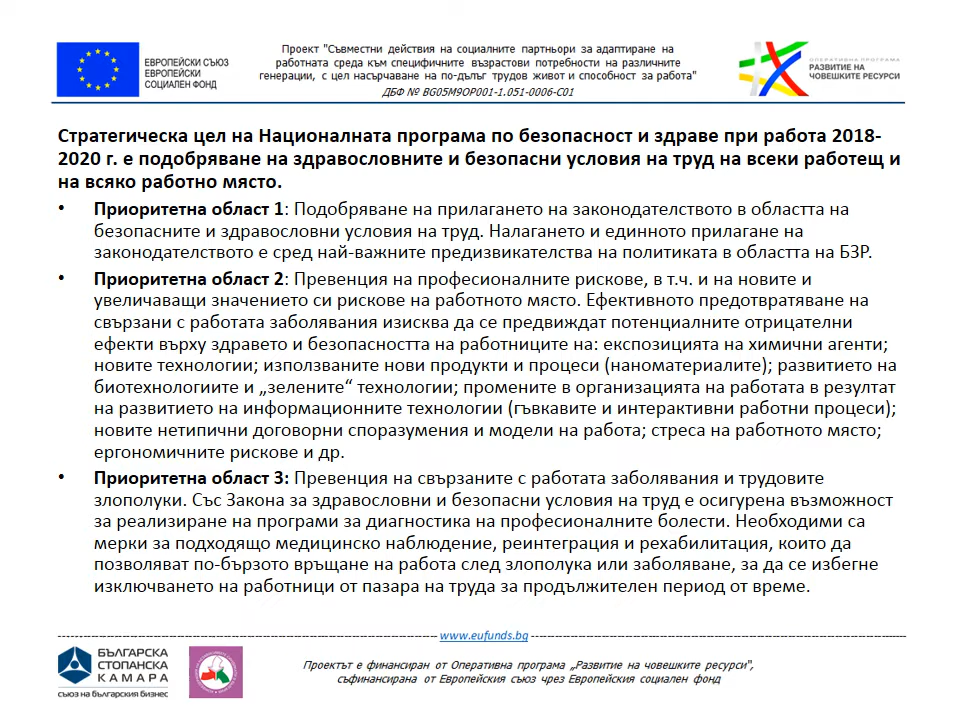 ЕВРОПЕЙСКИ СЪЮЗ
ЕВРОПЕЙСКИ
СОЦИАЛЕН ФОНД
Проект "Съвместни действия на социалните партньори за адаптиране на
работната среда към специфичните възрастови потребности на различните
генерации, с цел насърчаване на по-дълъг трудов живот и способност за работа"
ДБФ № BG05M9OP001-1.051-0006-C01
ОПЕРАТИВНА ПРОГРАМА
РАЗВИТИЕ НА
ЧОВЕШКИТЕ РЕСУРСИ
Стратегическа цел на Националната програма по безопасност и здраве при работа 2018-
2020 г. е подобряване на здравословните и безопасни условия на труд на всеки работещ и
на всяко работно място.
• Приоритетна област 1: Подобряване на прилагането на законодателството в областта на
безопасните и здравословни условия на труд. Налагането и единното прилагане на
законодателството е сред най-важните предизвикателства на политиката в областта на БЗР.
• Приоритетна област 2: Превенция на професионалните рискове, в т.ч. и на новите и
увеличаващи значението си рискове на работното място. Ефективното предотвратяване на
свързани с работата заболявания изисква да се предвиждат потенциалните отрицателни
ефекти върху здравето и безопасността на работниците на: експозицията на химични агенти;
новите технологии; използваните нови продукти и процеси (наноматериалите); развитието на
биотехнологиите и „зелените“ технологии; промените в организацията на работата в резултат
на развитието на информационните технологии (гъвкавите и интерактивни работни процеси);
новите нетипични договорни споразумения и модели на работа; стреса на работното място;
ергономичните рискове и др.
• Приоритетна област 3: Превенция на свързаните с работата заболявания и трудовите
злополуки. Със Закона за здравословни и безопасни условия на труд е осигурена възможност
за реализиране на програми за диагностика на професионалните болести. Необходими са
мерки за подходящо медицинско наблюдение, реинтеграция и рехабилитация, които да
позволяват по-бързото връщане на работа след злополука или заболяване, за да се избегне
изключването на работници от пазара на труда за продължителен период от време.
www.eufunds.bg
БЪЛГАРСКА
СТОПАНСКА
КАМАРА
СЪЮЗ НА БЪЛГАРСКИЯ БИЗНЕС
Проектът е финансиран от Оперативна програма „Развитие на човешките ресурси",
съфинансирана от Европейския съюз чрез Европейския социален фонд